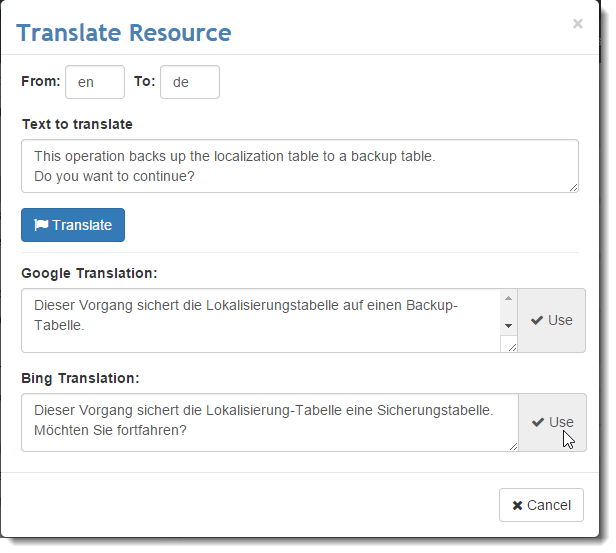 Translate Resource
×
From: en To: de
Text to translate
This operation backs up the localization table to a backup table.
Do you want to continue?
Translate
Google Translation:
Dieser Vorgang sichert die Lokalisierungstabelle auf einen Backup-
Tabelle.
Use
Bing Translation:
Dieser Vorgang sichert die Lokalisierung-Tabelle eine Sicherungstabelle.
Möchten Sie fortfahren?
Use
Cancel